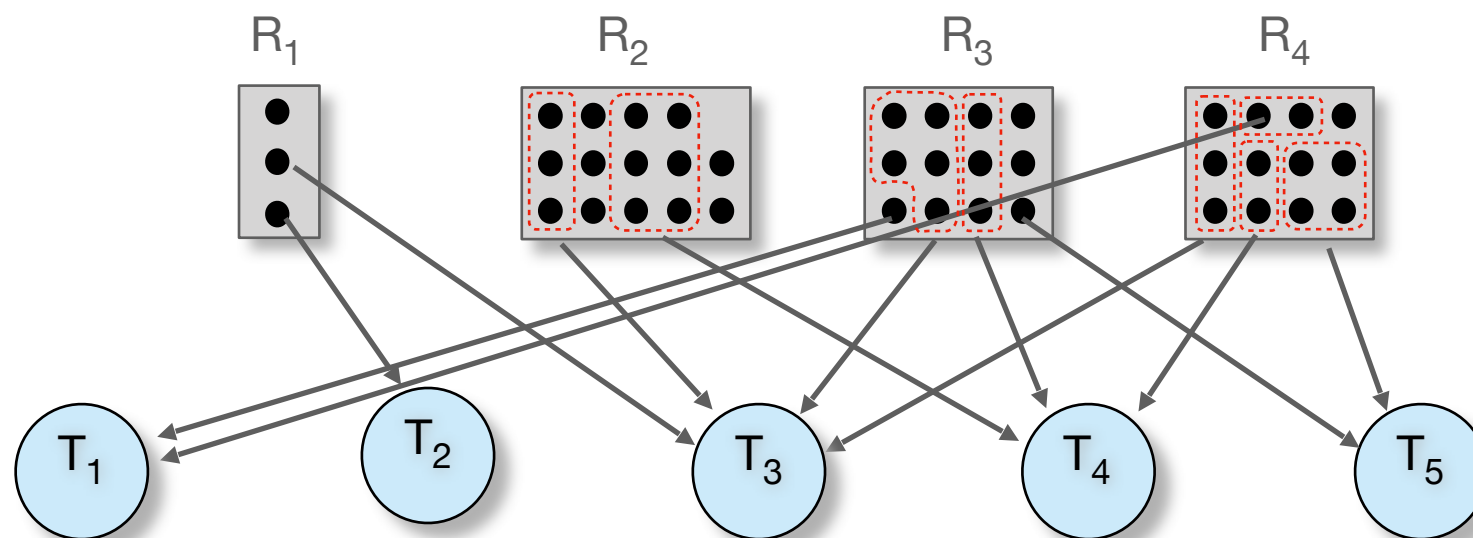 R₁ R₂ R₃ R₄
T₁ T₂ T₃ T₄ T₅